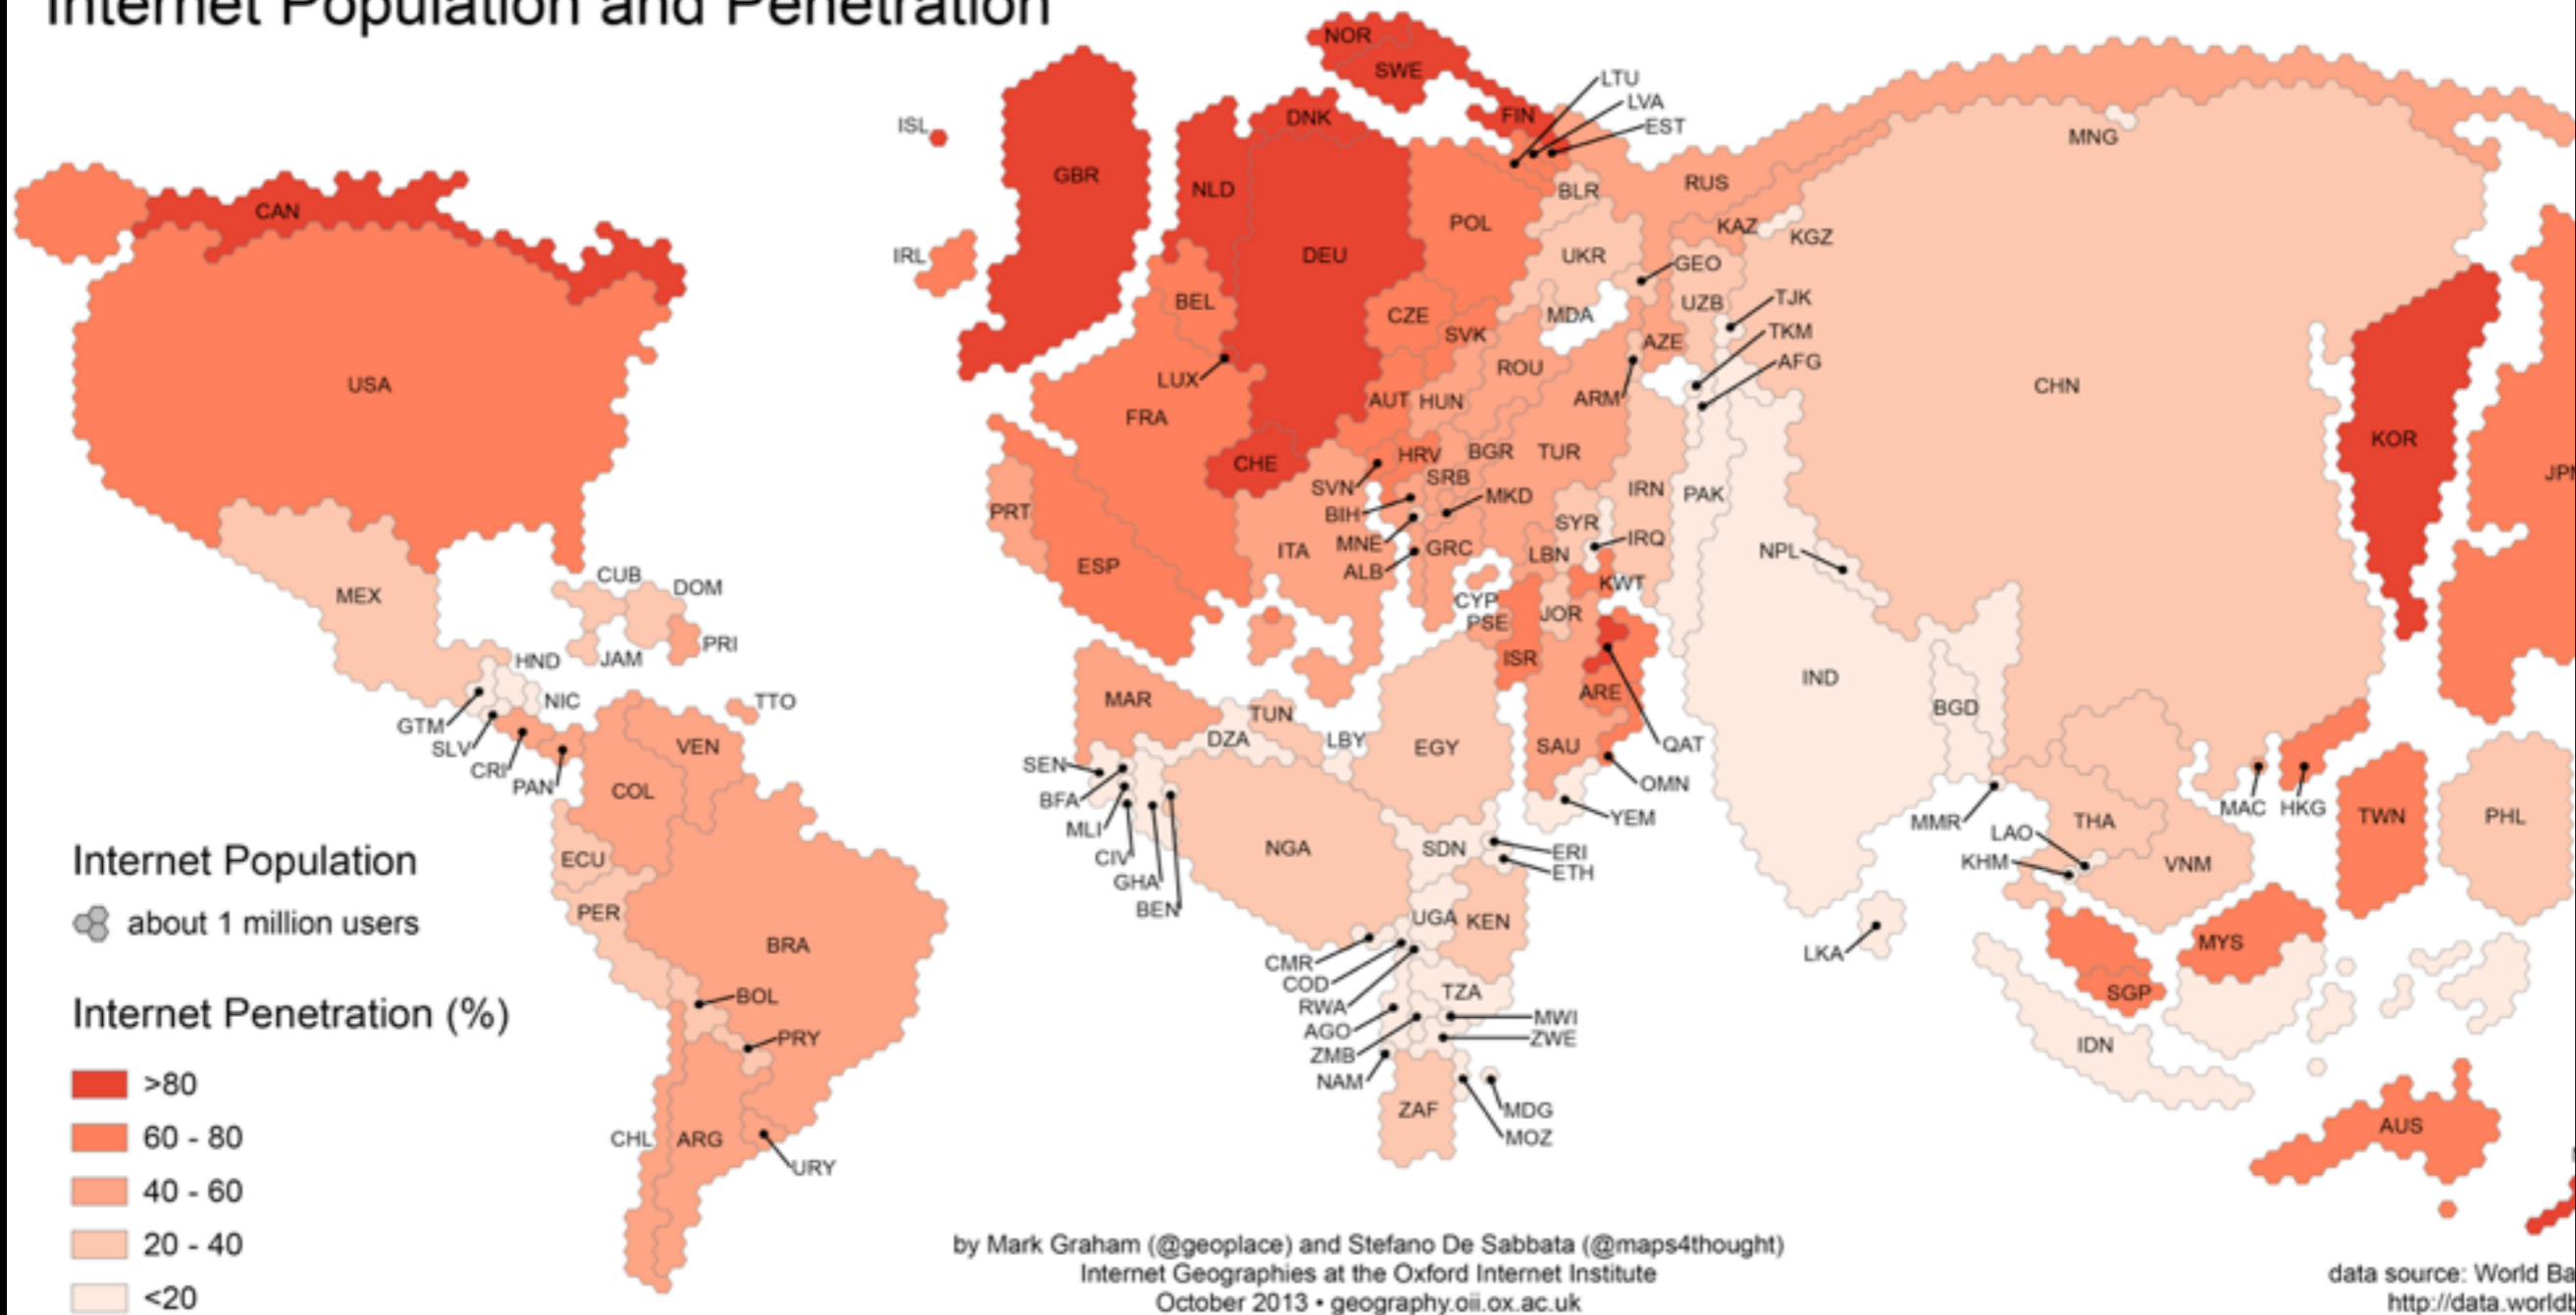 Internet Population and Penetration
NOR
SWE
LTU
LVA
EST
FIN
DNK
ISL
GBR
NLD
MNG
CAN
BLR
RUS
POL
KAZ
KGZ
IRL
DEU
UKR
GEO
BEL
UZB
TJK
CZE
MDA
TKM
SVK
AZE
AFG
LUX
ROU
USA
ARM
CHN
AUT
HUN
FRA
KOR
CHE
HRV
BGR
TUR
SVN
SRB
MKD
IRN
PAK
PRT
BIH
SYR
MNE
GRC
IRQ
ITA
LBN
NPL
ALB
ESP
KWT
CUB
DOM
MEX
CYP
PSE
JOR
PRI
HND
JAM
ISR
IND
ARE
NIC
TTO
MAR
TUN
BGD
GTM
SLV
VEN
DZA
LBY
EGY
SAU
QAT
CRI
SEN
OMN
PAN
COL
BFA
YEM
MAC
HKG
TWN
PHL
MLI
MMR
THA
LAO
CIV
NGA
SDN
ERI
ECU
ETH
KHM
VNM
GHA
BEN
PER
UGA
KEN
BRA
MYS
CMR
LKA
COD
BOL
RWA
TZA
SGP
AGO
MWI
PRY
ZMB
ZWE
IDN
NAM
ZAF
MDG
MOZ
AUS
CHL
ARG
URY
Internet Population
about 1 million users
Internet Penetration (%)
>80
60 - 80
40 - 60
20 - 40
<20
by Mark Graham (@geoplace) and Stefano De Sabbata (@maps4thought)
Internet Geographies at the Oxford Internet Institute
October 2013 • geography.oii.ox.ac.uk
data source: World